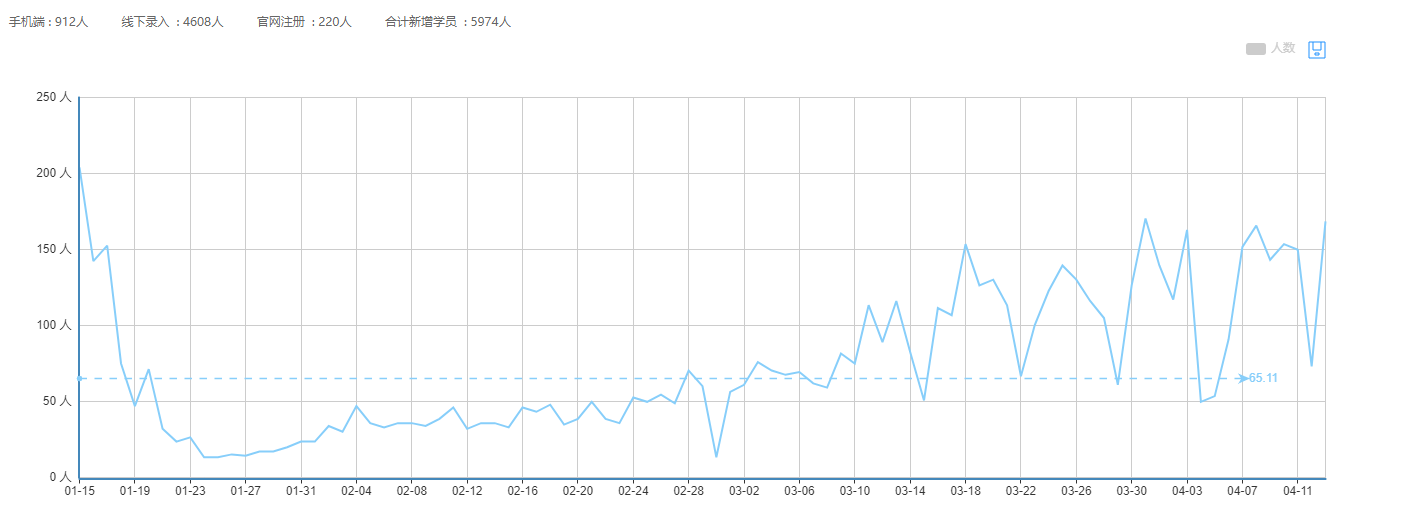 手机端 : 912人 线下录入 : 4608人 官网注册 : 220人 合计新增学员 : 5974人
人数
250 人
200 人
150 人
100 人
65.11
50 人
0 人
01-15 01-19 01-23 01-27 01-31 02-04 02-08 02-12 02-16 02-20 02-24 02-28 03-02 03-06 03-10 03-14 03-18 03-22 03-26 03-30 04-03 04-07 04-11